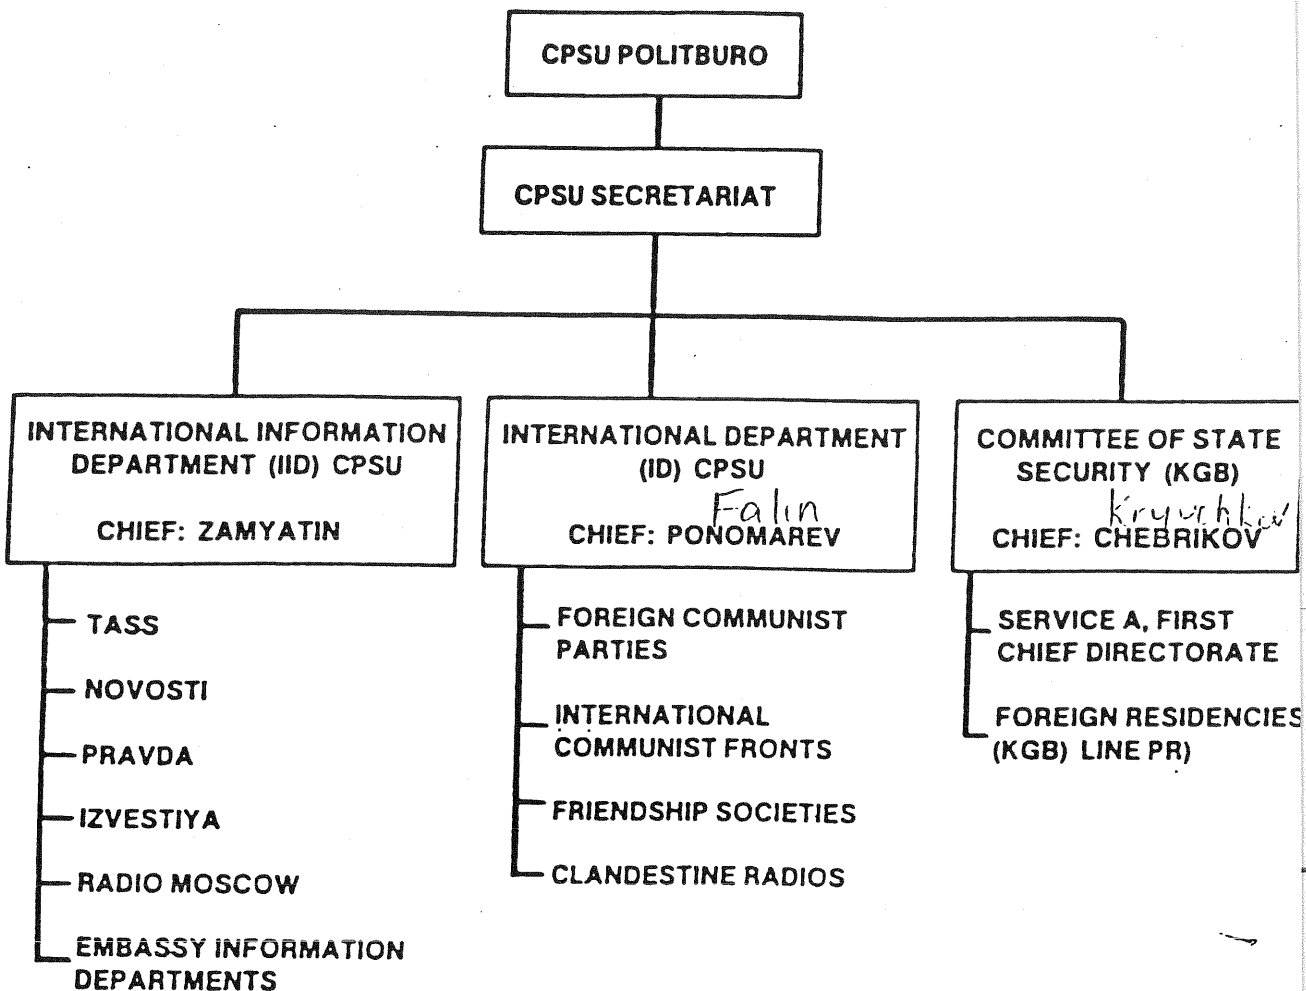 CPSU POLITBURO
CPSU SECRETARIAT
INTERNATIONAL INFORMATION
DEPARTMENT (IID) CPSU
CHIEF: ZAMYATIN
TASS
NOVOSTI
PRAVDA
IZVESTIYA
RADIO MOSCOW
EMBASSY INFORMATION
DEPARTMENTS
INTERNATIONAL DEPARTMENT
(ID) CPSU
Falin
CHIEF: PONOMAREV
FOREIGN COMMUNIST
PARTIES
INTERNATIONAL
COMMUNIST FRONTS
FRIENDSHIP SOCIETIES
CLANDESTINE RADIOS
COMMITTEE OF STATE
SECURITY (KGB)
Kryuchkov
CHIEF: CHEBRIKOV
SERVICE A, FIRST
CHIEF DIRECTORATE
FOREIGN RESIDENCIES
(KGB) LINE PR)